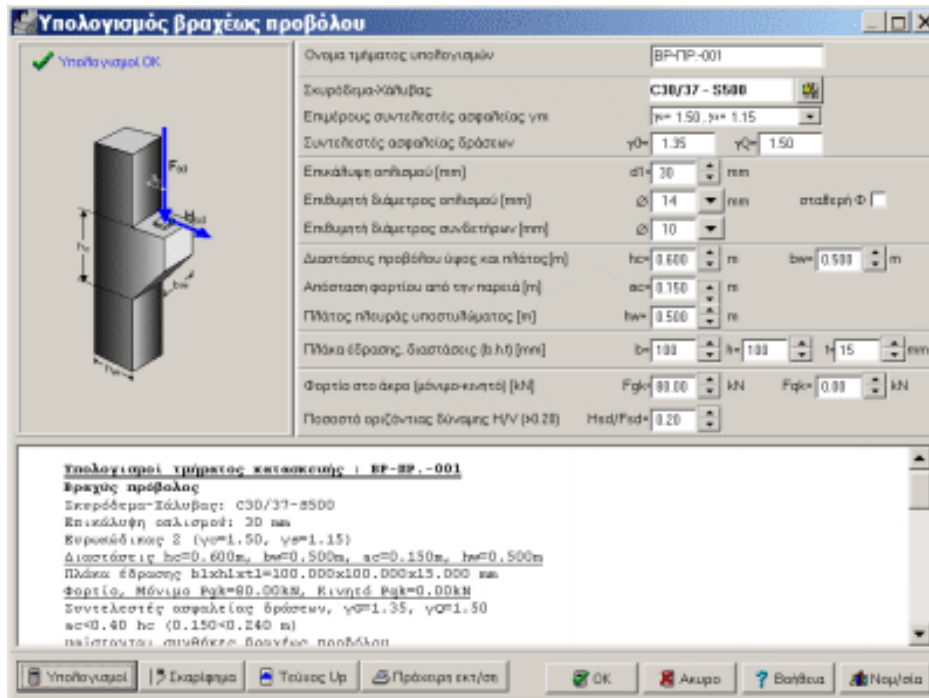 Υπολογισμός βραχέως προβόλου
Υπολογισμοί OK
Ονομα τμήματος υπολογισμών ΒΡ-ΠΡ.-001
Σκυρόδεμα-Χάλυβας C30/37 - S500
Επιμέρους συντελεστές ασφαλείας γm γc= 1.50, γs= 1.15
Συντελεστές ασφαλείας δράσεων γG= 1.35 γQ= 1.50
Επικάλυψη οπλισμού [mm] d1= 30 mm
Επιθυμητή διάμετρος οπλισμού [mm] Ø 14 mm σταθερή Φ
Επιθυμητή διάμετρος συνδετήρων [mm] Ø 10
Διαστάσεις προβόλου ύψος και πλάτος[m] hc= 0.600 m bw= 0.500 m
Απόσταση φορτίου από την παρειά [m] ac= 0.150 m
Πλάτος πλευράς υποστυλώματος [m] hw= 0.500 m
Πλάκα έδρασης, διαστάσεις (b.h.t) [mm] b= 100 h= 100 t= 15 mm
Φορτίο στο άκρο (μόνιμο-κινητό) [kN] Fgk= 80.00 kN Fqk= 0.00 kN
Ποσοστό οριζόντιας δύναμης H/V (>0.20) Hsd/Fsd= 0.20
Fsd
Hsd
hc
bw
hw
Υπολογισμοί τμήματος κατασκευής : ΒΡ-ΠΡ.-001
Βραχύς πρόβολος
Σκυρόδεμα-Χάλυβας: C30/37-S500
Επικάλυψη οπλισμού: 30 mm
Ευρωκώδικας 2 (γc=1.50, γs=1.15)
Διαστάσεις hc=0.600m, bw=0.500m, ac=0.150m, hw=0.500m
Πλάκα έδρασης b1xh1xt1=100.000x100.000x15.000 mm
Φορτίο, Μόνιμο Fgk=80.00kN, Κινητό Fqk=0.00kN
Συντελεστές ασφαλείας δράσεων, γG=1.35, γQ=1.50
ac<0.40 hc (0.150<0.240 m)
συνθήκες βραχέως προβόλου
Υπολογισμοί Σκαρίφημα Τεύχος Up Πρόχειρη εκτ/ση OK Ακυρο Βοήθεια Νομ/σία